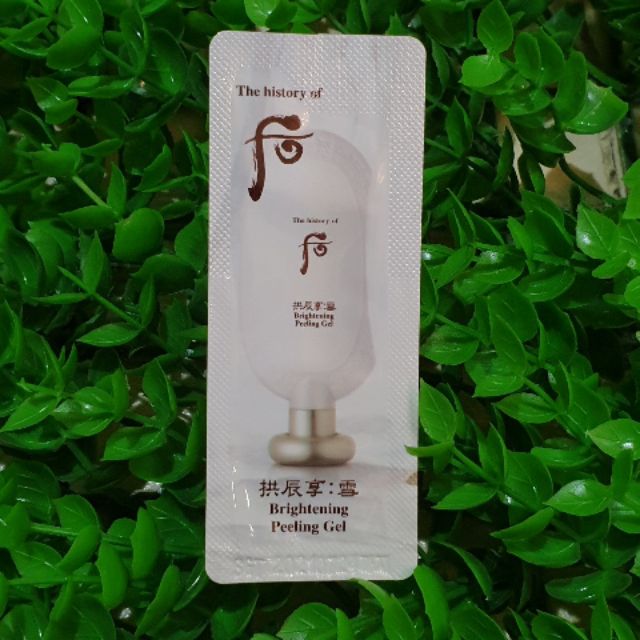 The history of
后
The history of
后
拱辰享:雪
Brightening
Peeling Gel
拱辰享:雪
Brightening
Peeling Gel